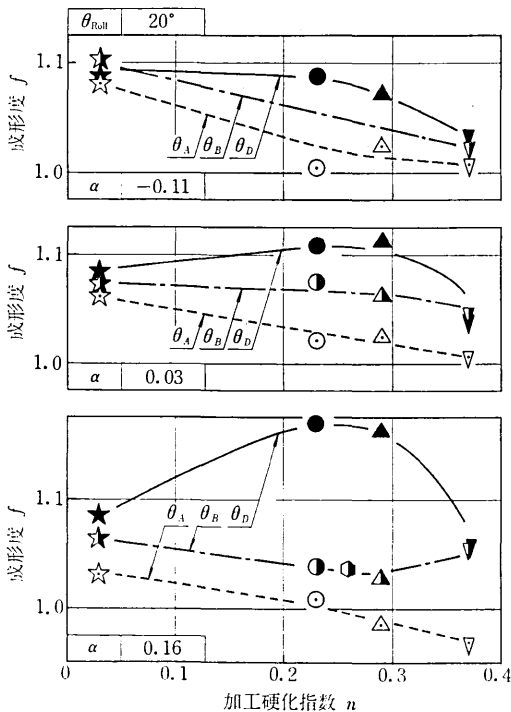 θRoll 20°
1.1
成形度 f
θA θB θD
1.0
α −0.11
1.1
成形度 f
θA θB θD
1.0
α 0.03
1.1
θA θB θD
成形度 f
1.0
α 0.16
0 0.1 0.2 0.3 0.4
加工硬化指数 n